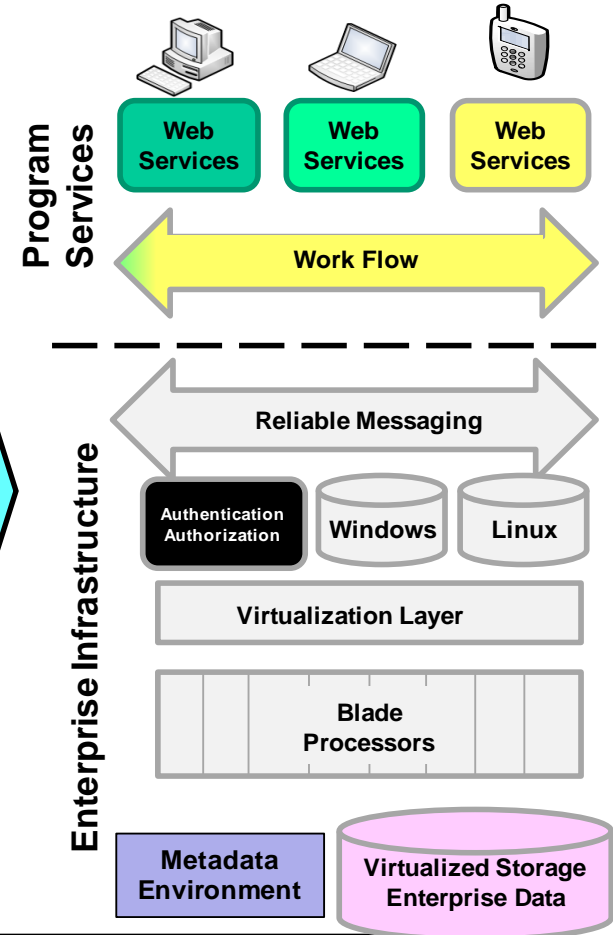 Program
Services
Web
Services
Web
Services
Web
Services
Work Flow
Enterprise Infrastructure
Reliable Messaging
Authentication
Authorization
Windows
Linux
Virtualization Layer
Blade
Processors
Metadata
Environment
Virtualized Storage
Enterprise Data